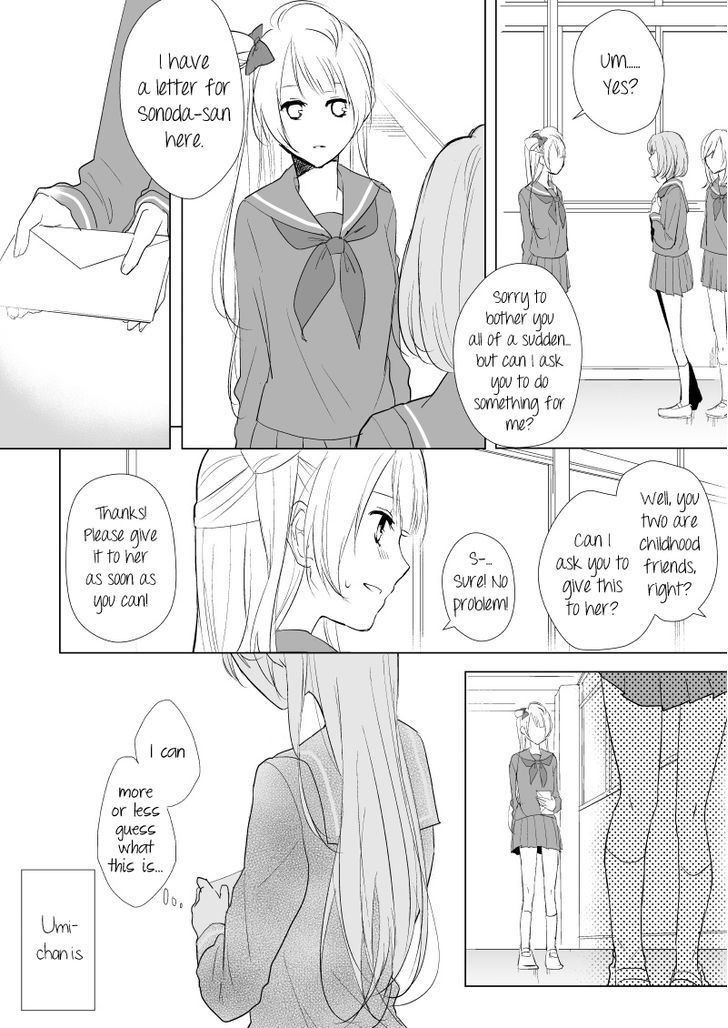 Um......
Yes?
Sorry to
bother you
all of a sudden...
but can I ask
you to do
something for
me?
I have
a letter for
Sonoda-san
here.
Well, you
two are
childhood
friends,
right?
Can I
ask you to
give this
to her?
S-...
Sure! No
problem!
Thanks!
Please give
it to her
as soon as
you can!
I can
more
or less
guess
what
this is...
Umi-
chan is